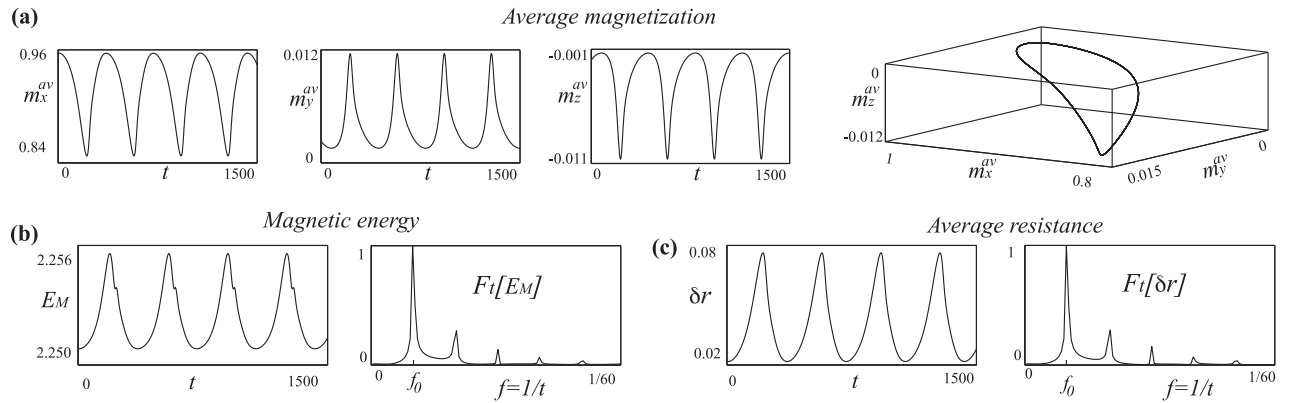 (a) Average magnetization
0.96
m_x^av
0.84
0 t 1500
0.012
m_y^av
0
0 t 1500
-0.001
m_z^av
-0.011
0 t 1500
0
m_z^av
-0.012
1
m_x^av
0.8
0.015
m_y^av
0
(b) Magnetic energy
2.256
E_M
2.250
0 t 1500
1
F_t[E_M]
0
0 f_0 f=1/t 1/60
(c) Average resistance
0.08
δr
0.02
0 t 1500
1
F_t[δr]
0
0 f_0 f=1/t 1/60